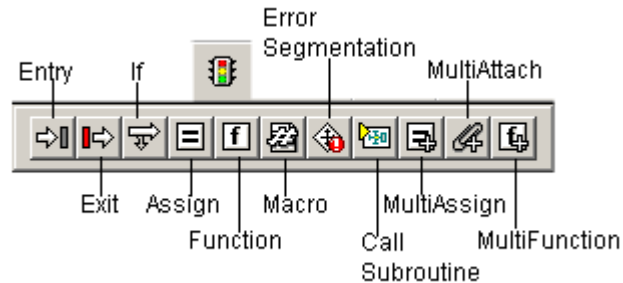 Error
Segmentation
Entry
If
MultiAttach
f
f
Exit
Assign
Macro
MultiAssign
Function
Call
Subroutine
MultiFunction